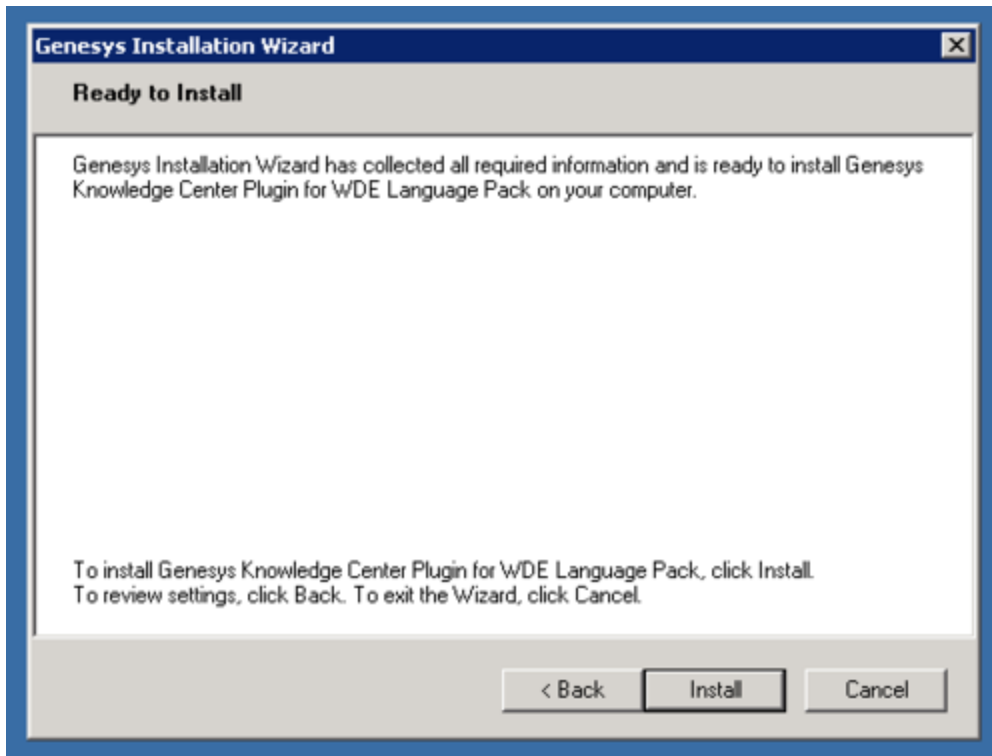 Genesys Installation Wizard
Ready to Install
Genesys Installation Wizard has collected all required information and is ready to install Genesys
Knowledge Center Plugin for WDE Language Pack on your computer.
To install Genesys Knowledge Center Plugin for WDE Language Pack, click Install.
To review settings, click Back. To exit the Wizard, click Cancel.
< Back
Install
Cancel